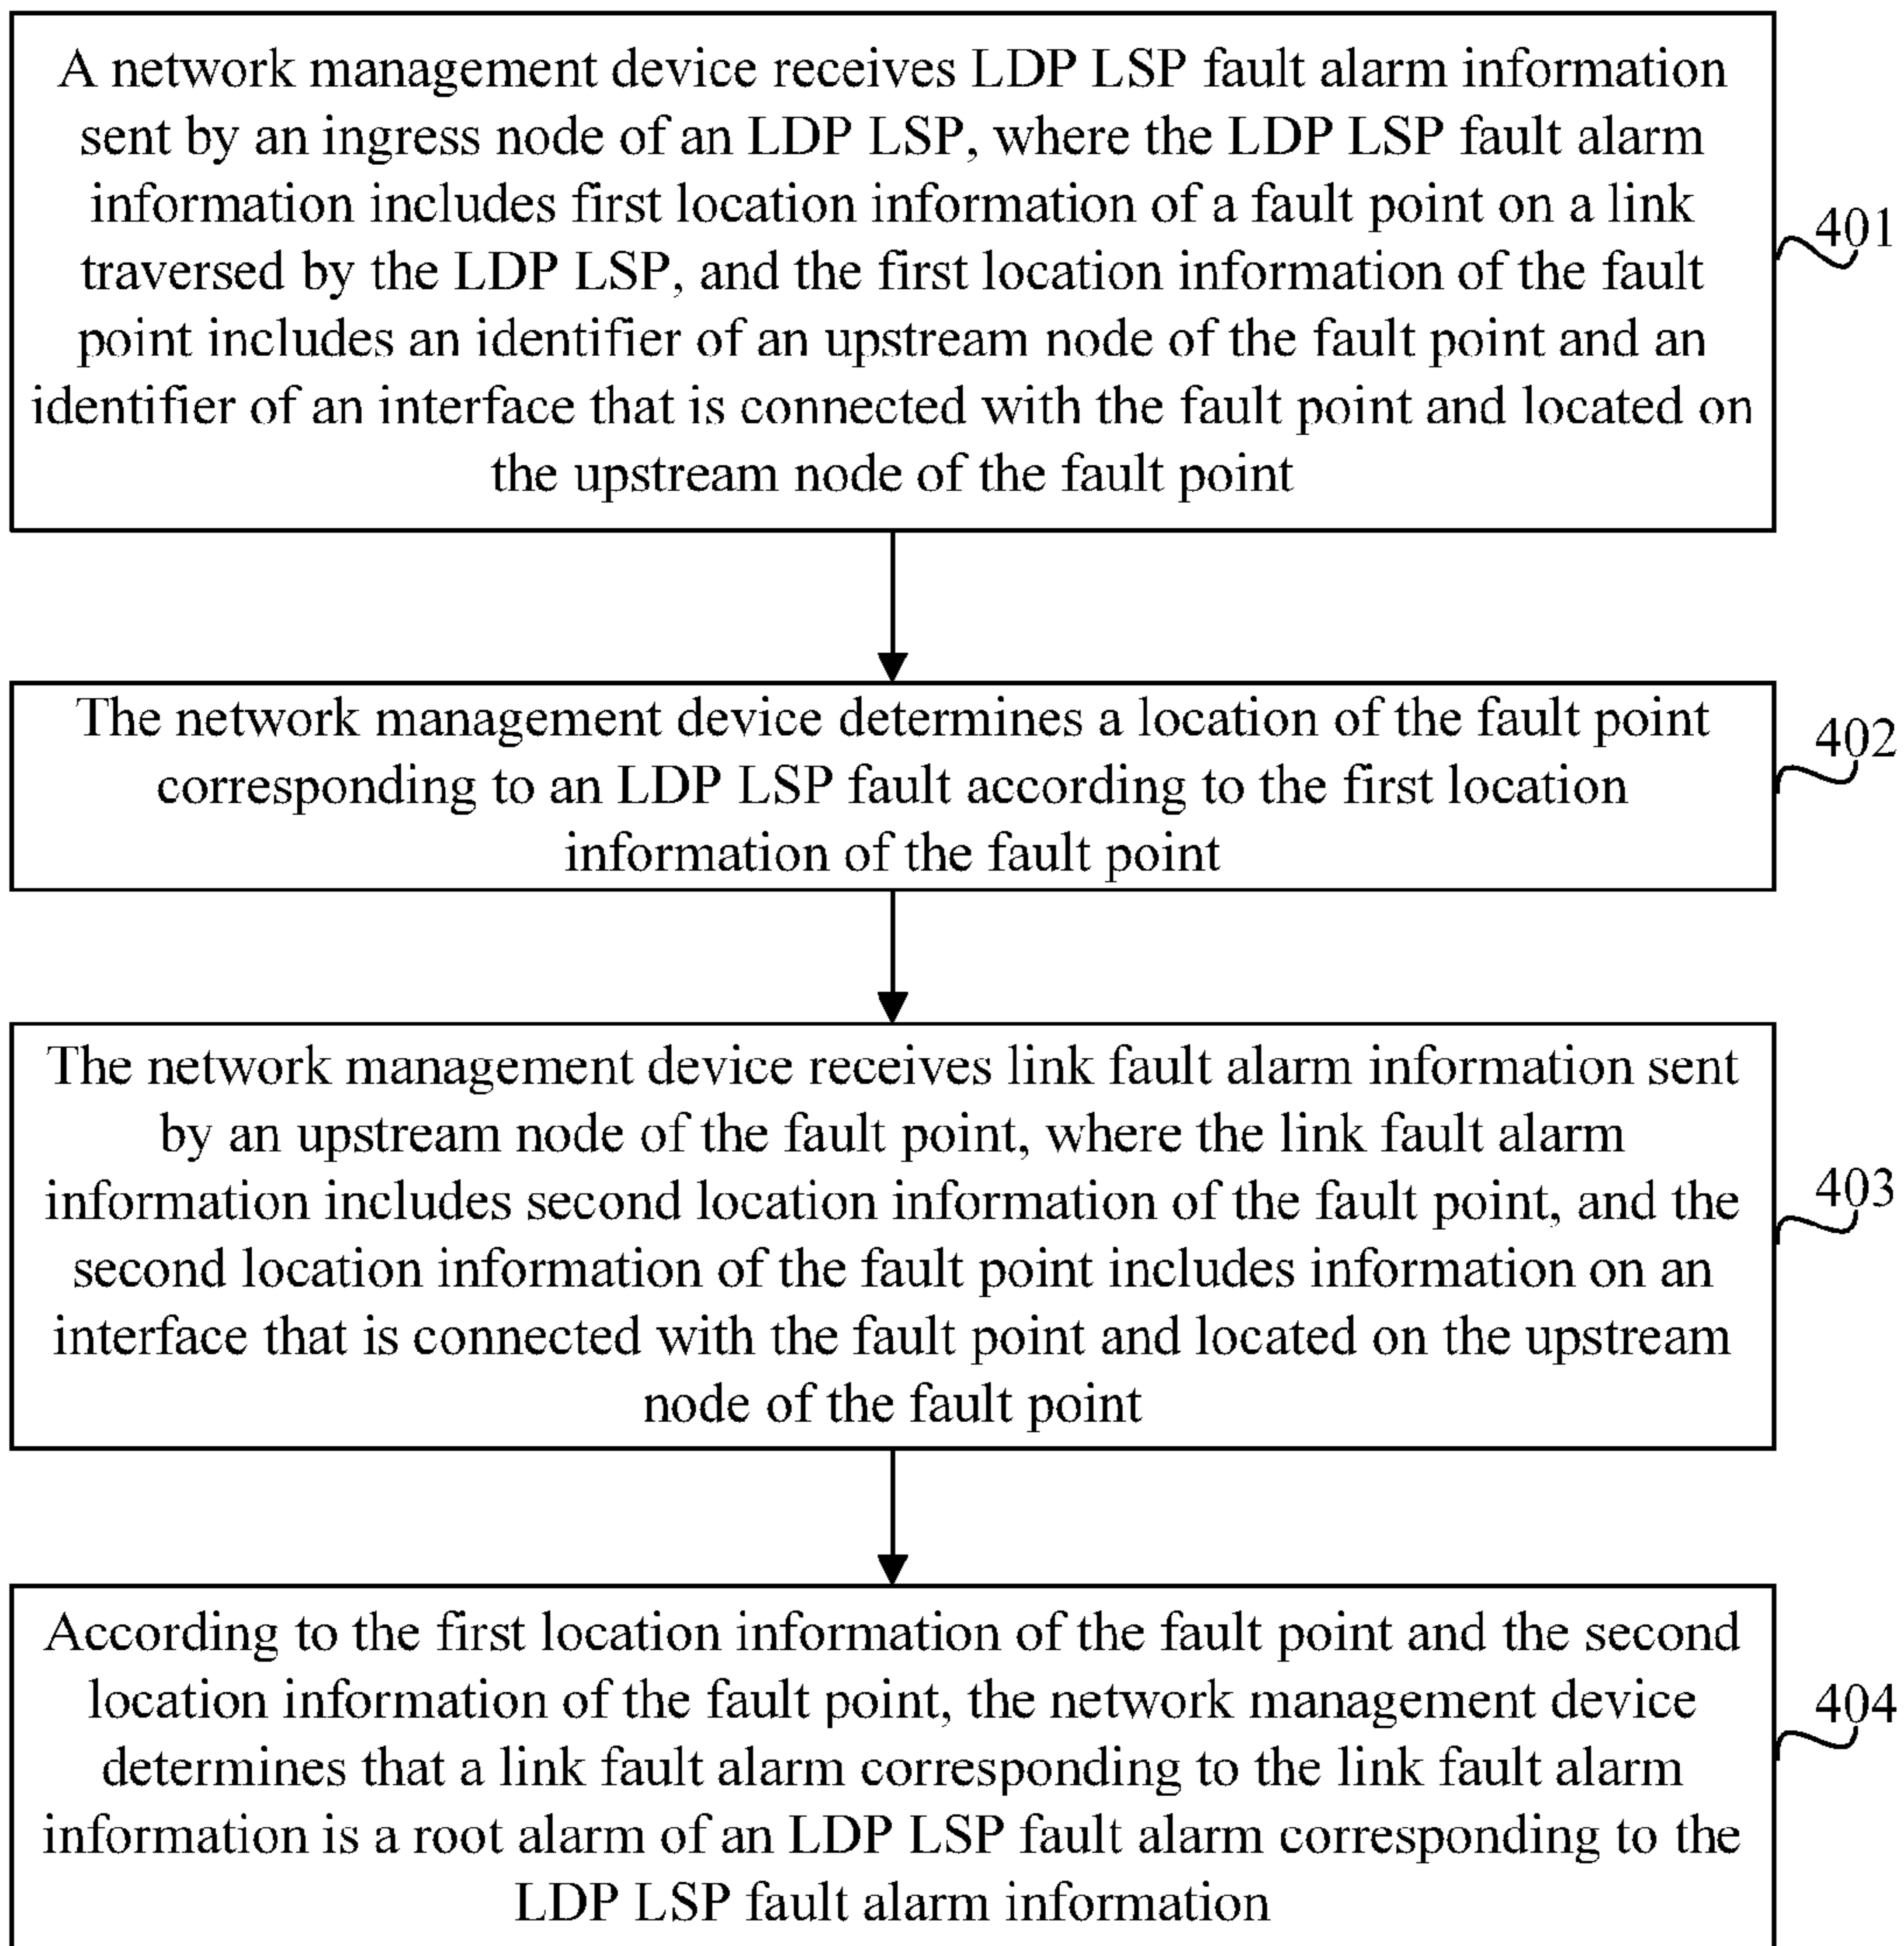 A network management device receives LDP LSP fault alarm information
sent by an ingress node of an LDP LSP, where the LDP LSP fault alarm
information includes first location information of a fault point on a link
traversed by the LDP LSP, and the first location information of the fault
point includes an identifier of an upstream node of the fault point and an
identifier of an interface that is connected with the fault point and located on
the upstream node of the fault point
401
The network management device determines a location of the fault point
corresponding to an LDP LSP fault according to the first location
information of the fault point
402
The network management device receives link fault alarm information sent
by an upstream node of the fault point, where the link fault alarm
information includes second location information of the fault point, and the
second location information of the fault point includes information on an
interface that is connected with the fault point and located on the upstream
node of the fault point
403
According to the first location information of the fault point and the second
location information of the fault point, the network management device
determines that a link fault alarm corresponding to the link fault alarm
information is a root alarm of an LDP LSP fault alarm corresponding to the
LDP LSP fault alarm information
404